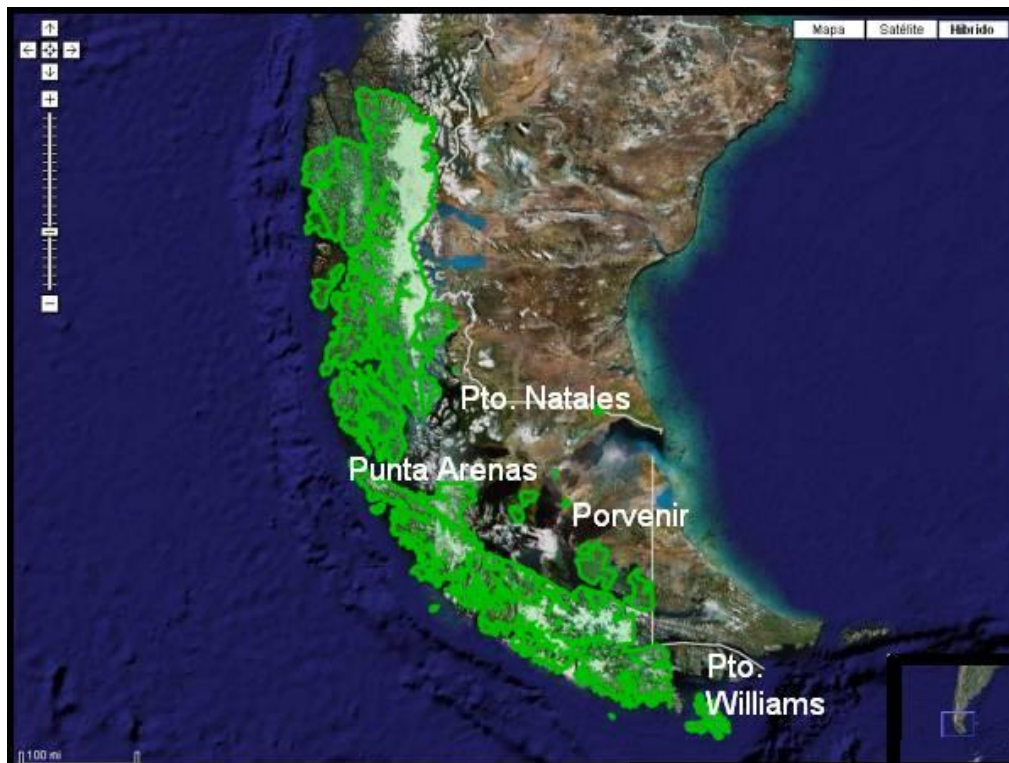 Mapa
Satélite
Híbrido
Pto. Natales
Punta Arenas
Porvenir
Pto.
Williams
100 mi